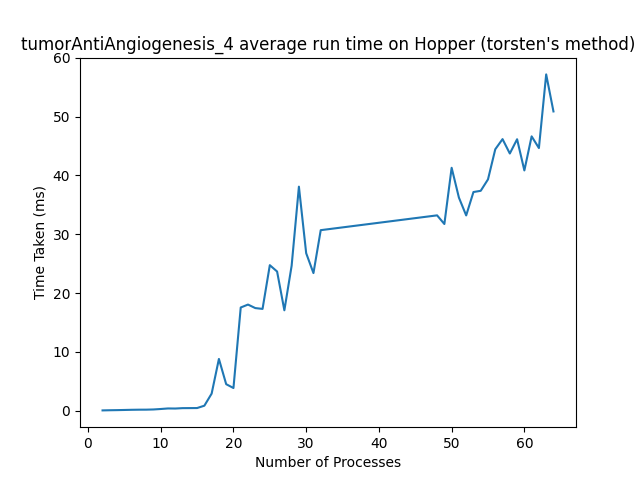 tumorAntiAngiogenesis_4 average run time on Hopper (torsten's method)
60
50
40
30
20
10
0
Time Taken (ms)
0 10 20 30 40 50 60
Number of Processes